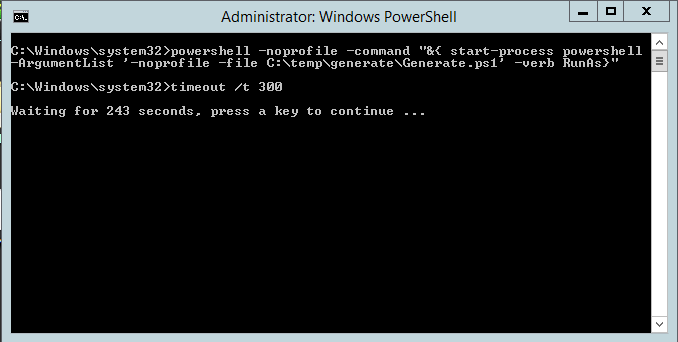 Administrator: Windows PowerShell
C:\.
C:\Windows\system32>powershell -noprofile -command "&{ start-process powershell
-ArgumentList '-noprofile -file C:\temp\generate\Generate.ps1' -verb RunAs}"
C:\Windows\system32>timeout /t 300
Waiting for 243 seconds, press a key to continue ...